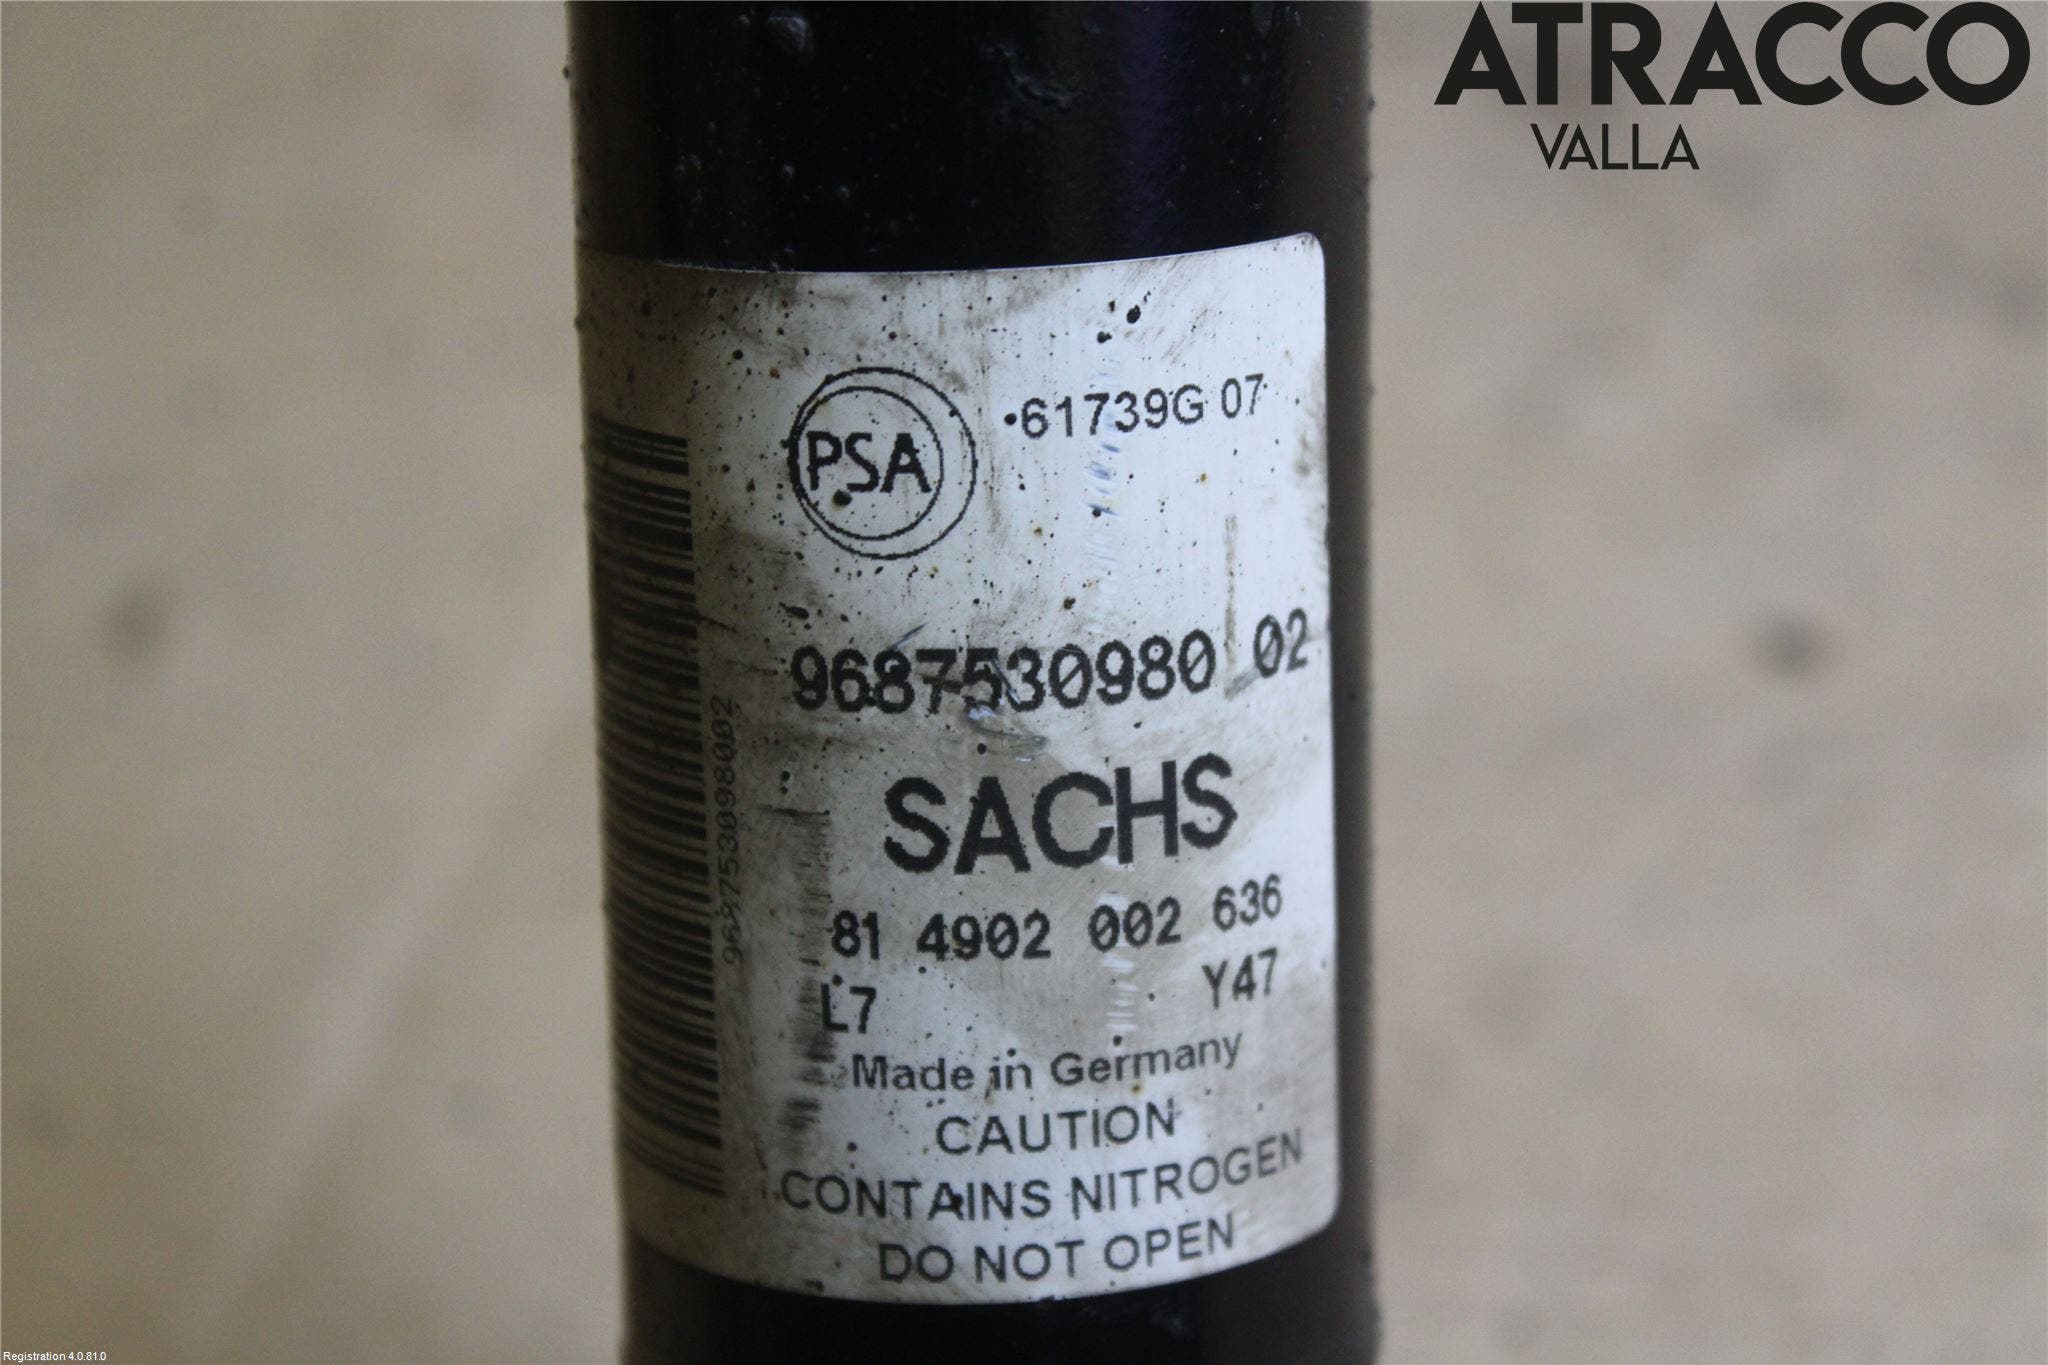 ATRACCO
VALLA
PSA
61739G 07
9687530980 02
968753098002
SACHS
81 4902 002 636
L7 Y47
Made in Germany
CAUTION
CONTAINS NITROGEN
DO NOT OPEN
Registration 4.0.81.0